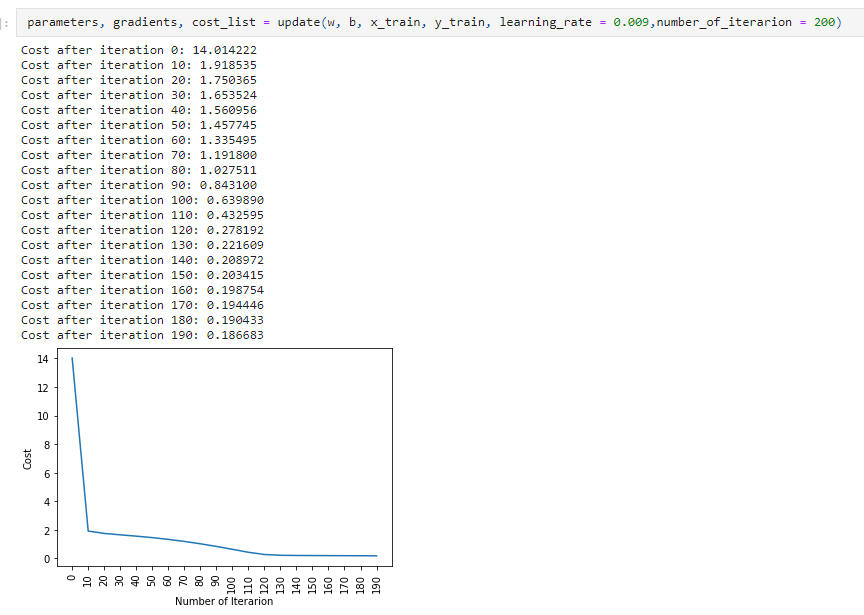 ]:
parameters, gradients, cost_list = update(w, b, x_train, y_train, learning_rate = 0.009,number_of_iterarion = 200)
Cost after iteration 0: 14.014222
Cost after iteration 10: 1.918535
Cost after iteration 20: 1.750365
Cost after iteration 30: 1.653524
Cost after iteration 40: 1.560956
Cost after iteration 50: 1.457745
Cost after iteration 60: 1.335495
Cost after iteration 70: 1.191800
Cost after iteration 80: 1.027511
Cost after iteration 90: 0.843100
Cost after iteration 100: 0.639890
Cost after iteration 110: 0.432595
Cost after iteration 120: 0.278192
Cost after iteration 130: 0.221609
Cost after iteration 140: 0.208972
Cost after iteration 150: 0.203415
Cost after iteration 160: 0.198754
Cost after iteration 170: 0.194446
Cost after iteration 180: 0.190433
Cost after iteration 190: 0.186683
14
12
10
8
6
4
2
0
Cost
0 10 20 30 40 50 60 70 80 90 100 110 120 130 140 150 160 170 180 190
Number of Iterarion